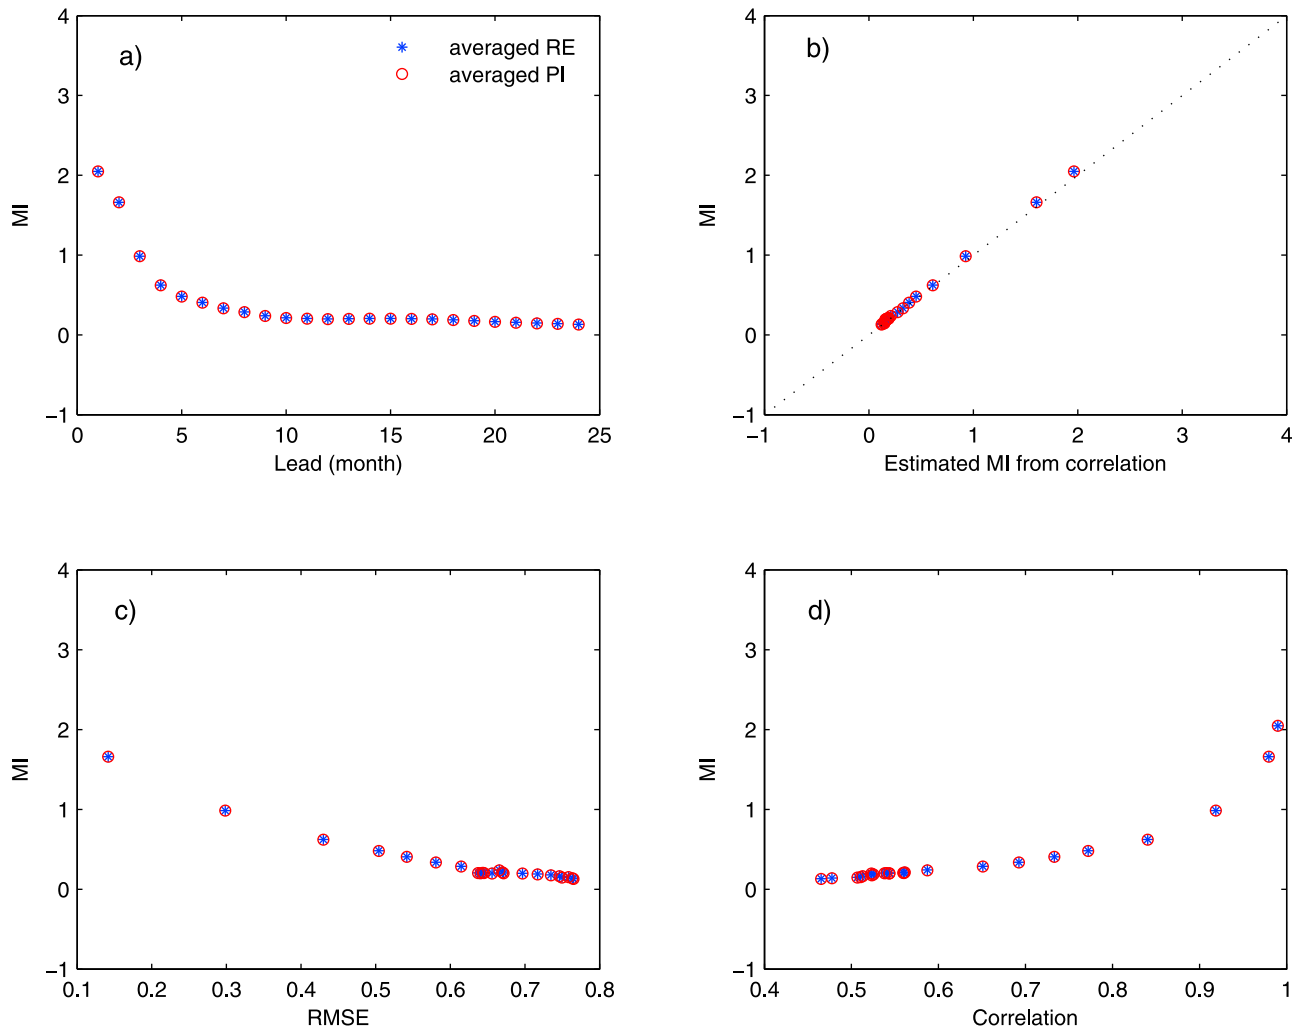 a)
averaged RE
averaged PI
4
3
2
1
0
−1
MI
0 5 10 15 20 25
Lead (month)
b)
4
3
2
1
0
−1
MI
−1 0 1 2 3 4
Estimated MI from correlation
c)
4
3
2
1
0
−1
MI
0.1 0.2 0.3 0.4 0.5 0.6 0.7 0.8
RMSE
d)
4
3
2
1
0
−1
MI
0.4 0.5 0.6 0.7 0.8 0.9 1
Correlation